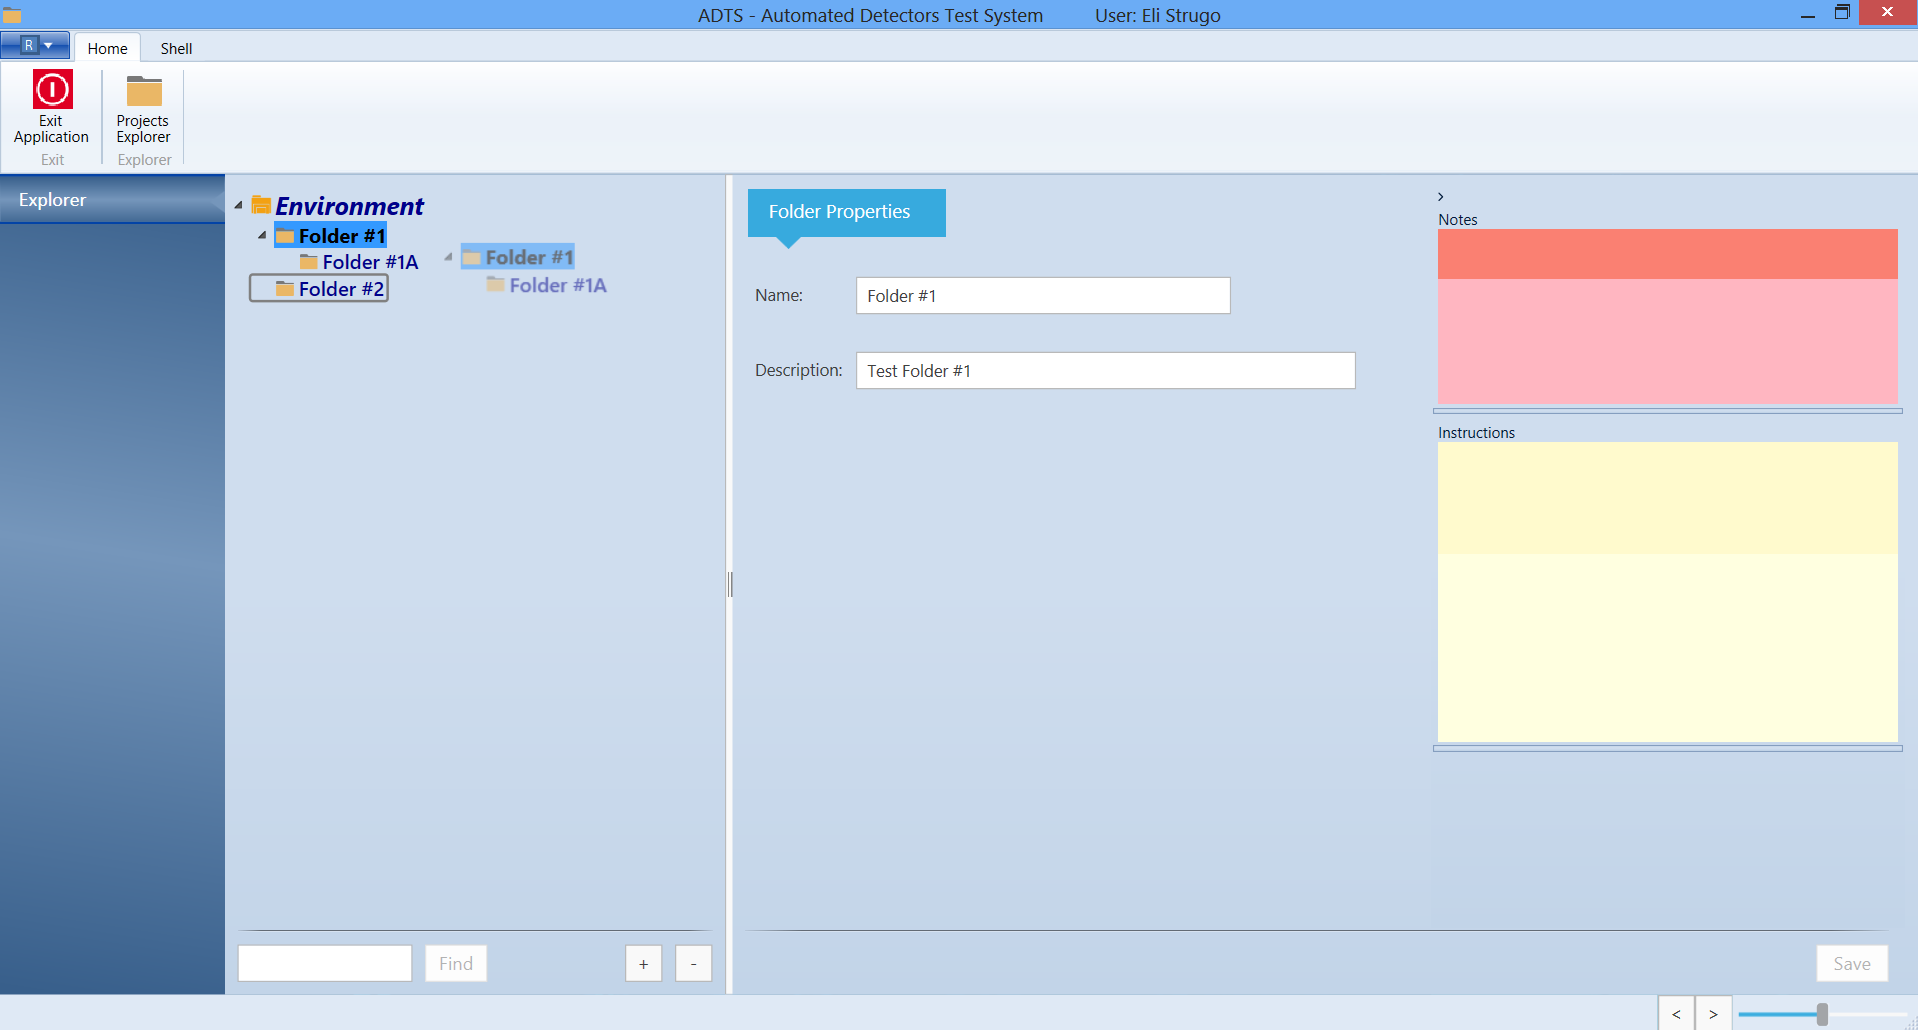 ADTS - Automated Detectors Test System User: Eli Strugo
R
Home
Shell
Exit
Application
Projects
Explorer
Exit
Explorer
Explorer
Environment
Folder #1
Folder #1A
Folder #2
Folder #1
Folder #1A
Folder Properties
Name:
Folder #1
Description:
Test Folder #1
>
Notes
Instructions
Find
+
-
Save
<
>